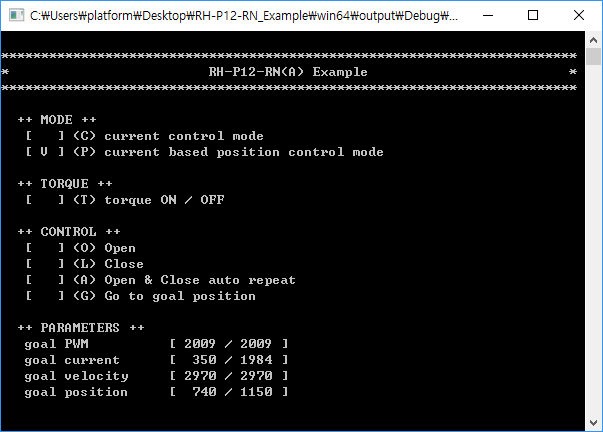 C:₩Users₩platform₩Desktop₩RH-P12-RN_Example₩win64₩output₩Debug₩...
************************************************************************
* RH-P12-RN(A) Example *
************************************************************************
++ MODE ++
[   ] (C) current control mode
[ V ] (P) current based position control mode
++ TORQUE ++
[   ] (T) torque ON / OFF
++ CONTROL ++
[   ] (O) Open
[   ] (L) Close
[   ] (A) Open & Close auto repeat
[   ] (G) Go to goal position
++ PARAMETERS ++
goal PWM [ 2009 / 2009 ]
goal current [ 350 / 1984 ]
goal velocity [ 2970 / 2970 ]
goal position [ 740 / 1150 ]